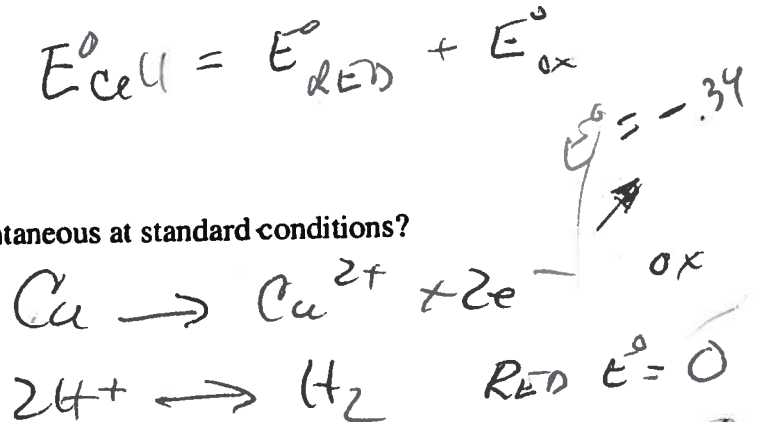 E°cell = E°RED + E°ox
E° = -.34
ntaneous at standard conditions?
Cu → Cu²⁺ + 2e⁻ ox
2H⁺ → H₂ RED E° = 0